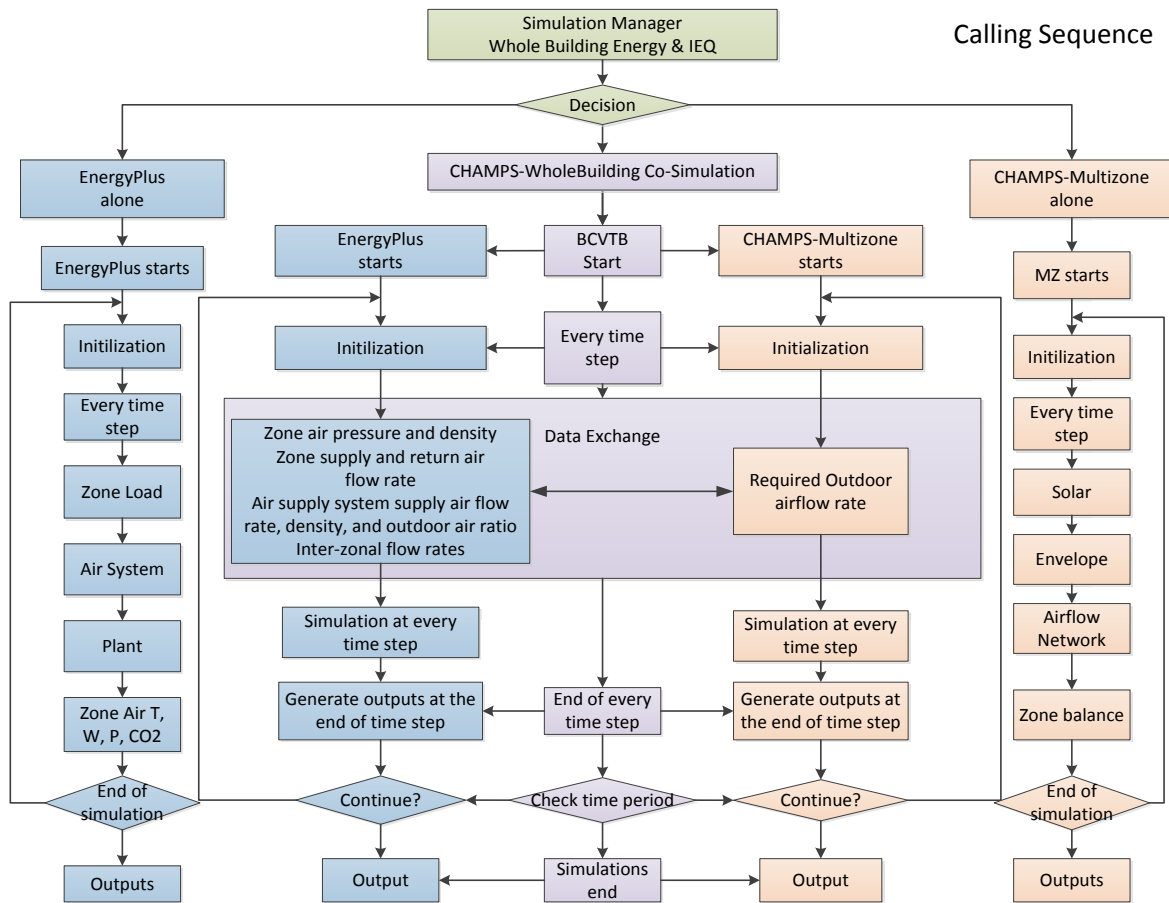 Simulation Manager
Whole Building Energy & IEQ
Calling Sequence
Decision
EnergyPlus
alone
EnergyPlus starts
Initilization
Every time
step
Zone Load
Air System
Plant
Zone Air T,
W, P, CO2
End of
simulation
Outputs
CHAMPS-WholeBuilding Co-Simulation
EnergyPlus
starts
BCVTB
Start
CHAMPS-Multizone
starts
Initilization
Every time
step
Initialization
Data Exchange
Zone air pressure and density
Zone supply and return air
flow rate
Air supply system supply air flow
rate, density, and outdoor air ratio
Inter-zonal flow rates
Required Outdoor
airflow rate
Simulation at every
time step
Simulation at every
time step
Generate outputs at the
end of time step
End of every
time step
Generate outputs at
the end of time step
Continue?
Check time period
Continue?
Output
Simulations
end
Output
CHAMPS-Multizone
alone
MZ starts
Initilization
Every time
step
Solar
Envelope
Airflow
Network
Zone balance
End of
simulation
Outputs